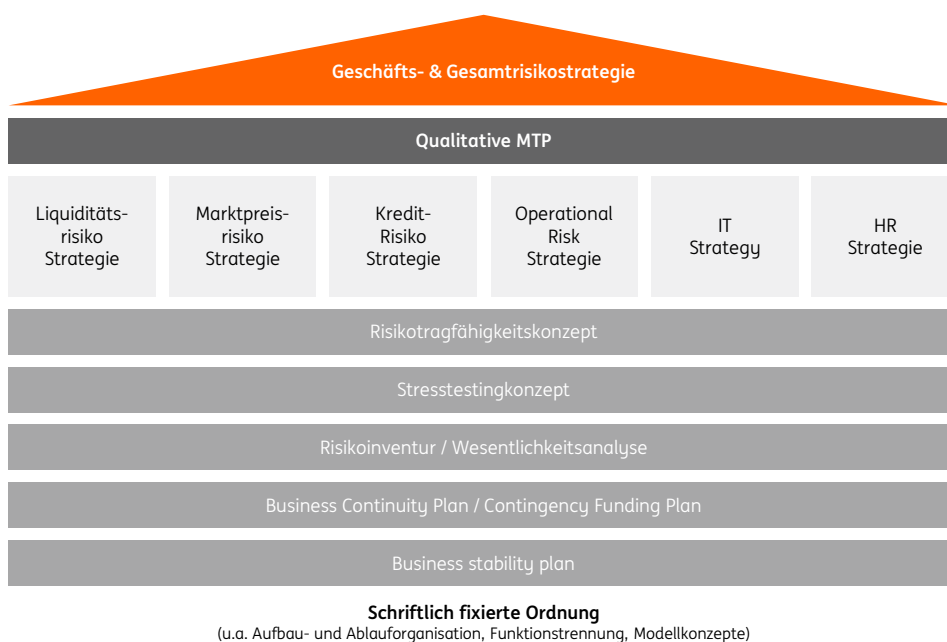 Geschäfts- & Gesamtrisikostrategie
Qualitative MTP
Liquiditäts-
risiko
Strategie
Marktpreis-
risiko
Strategie
Kredit-
Risiko
Strategie
Operational
Risk
Strategie
IT
Strategy
HR
Strategie
Risikotragfähigkeitskonzept
Stresstestingkonzept
Risikoinventur / Wesentlichkeitsanalyse
Business Continuity Plan / Contingency Funding Plan
Business stability plan
Schriftlich fixierte Ordnung
(u.a. Aufbau- und Ablauforganisation, Funktionstrennung, Modellkonzepte)